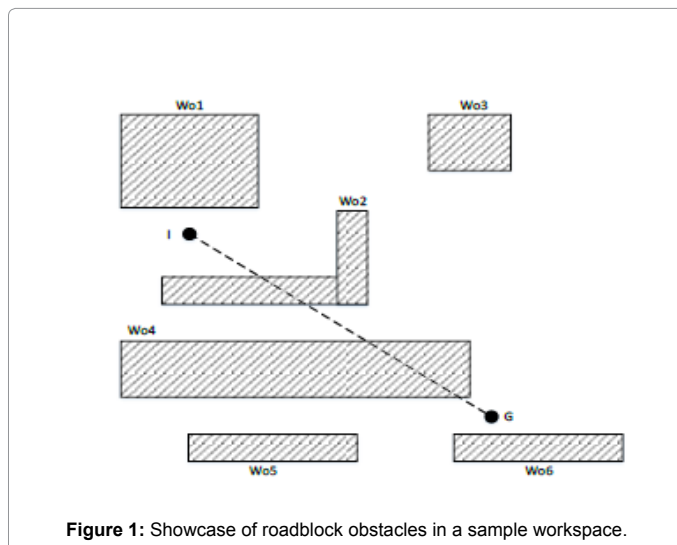 Wo1
Wo3
Wo2
I
Wo4
G
Wo5
Wo6
Figure 1: Showcase of roadblock obstacles in a sample workspace.